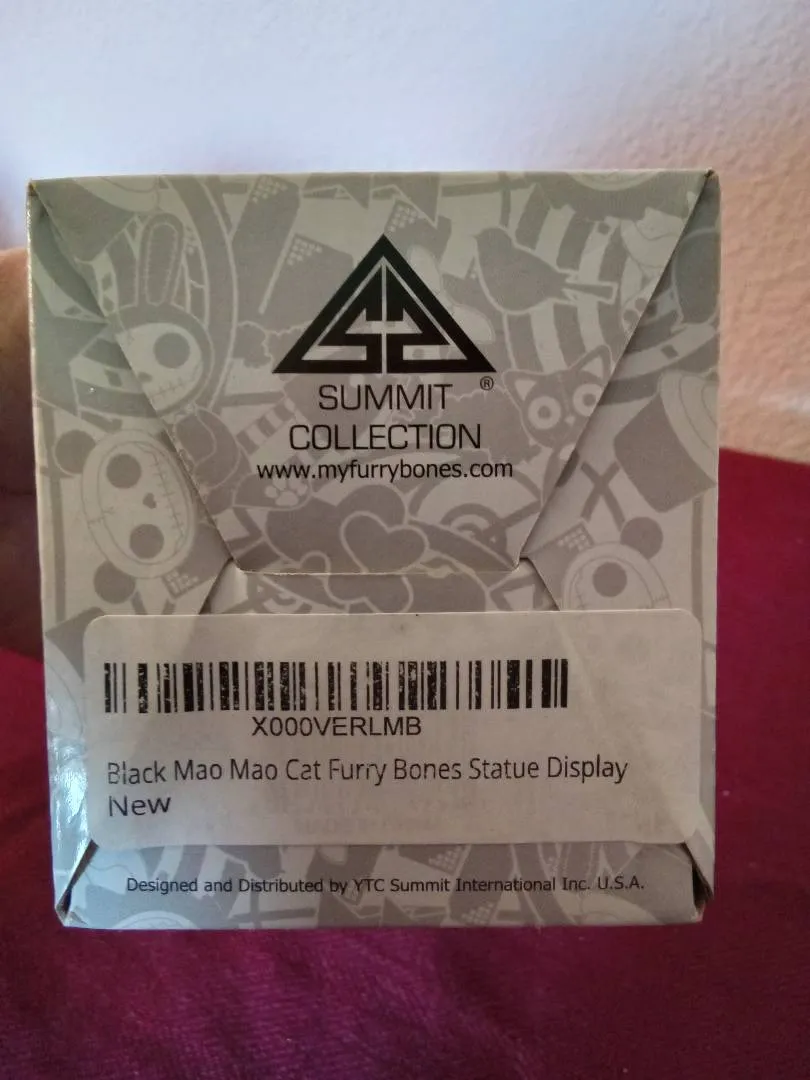 SUMMIT ®
COLLECTION
www.myfurrybones.com
X000VERLMB
Black Mao Mao Cat Furry Bones Statue Display
New
Designed and Distributed by YTC Summit International Inc. U.S.A.